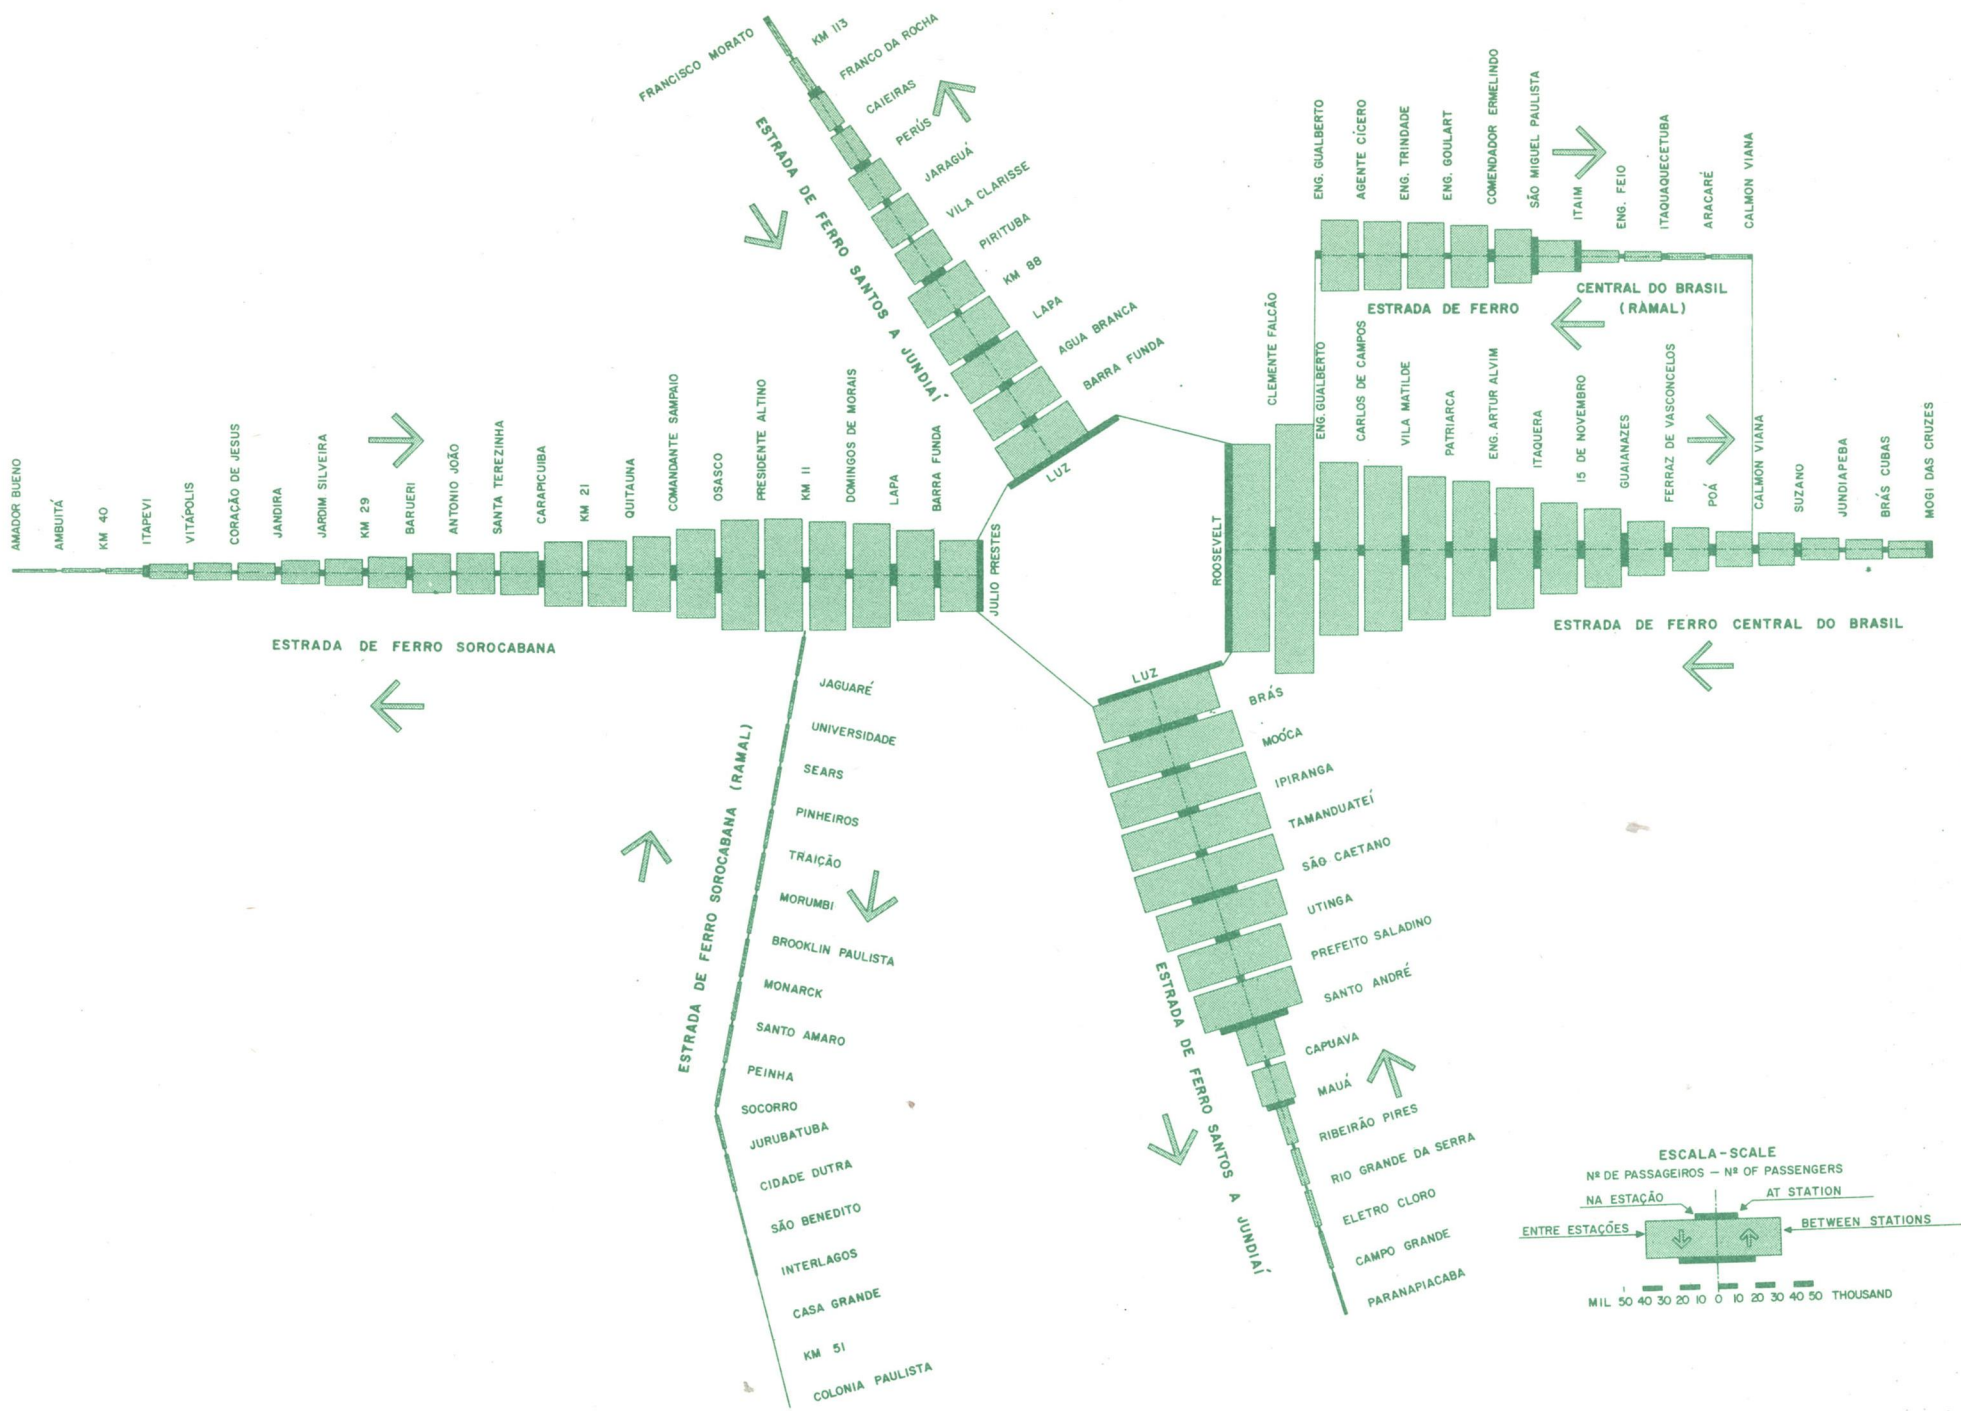 FRANCISCO MORATO
KM 113
FRANCO DA ROCHA
CAIEIRAS
PERÚS
JARAGUÁ
VILA CLARISSE
PIRITUBA
KM 88
LAPA
AGUA BRANCA
BARRA FUNDA
LUZ
ESTRADA DE FERRO SANTOS A JUNDIAÍ
ENG. GUALBERTO
AGENTE CÍCERO
ENG. TRINDADE
ENG. GOULART
COMENDADOR ERMELINDO
SÃO MIGUEL PAULISTA
ITAIM
ENG. FEIO
ITAQUAQUECETUBA
ARACARÉ
CALMON VIANA
ESTRADA DE FERRO CENTRAL DO BRASIL
(RAMAL)
ROOSEVELT
CLEMENTE FALCÃO
ENG. GUALBERTO
CARLOS DE CAMPOS
VILA MATILDE
PATRIARCA
ENG. ARTUR ALVIM
ITAQUERA
15 DE NOVEMBRO
GUAIANAZES
FERRAZ DE VASCONCELOS
POÁ
CALMON VIANA
SUZANO
JUNDIAPEBA
BRÁS CUBAS
MOGI DAS CRUZES
ESTRADA DE FERRO CENTRAL DO BRASIL
AMADOR BUENO
AMBUITÁ
KM 40
ITAPEVI
VITÁPOLIS
CORAÇÃO DE JESUS
JANDIRA
JARDIM SILVEIRA
KM 29
BARUERI
ANTONIO JOÃO
SANTA TEREZINHA
CARAPICUIBA
KM 21
QUITAUNA
COMANDANTE SAMPAIO
OSASCO
PRESIDENTE ALTINO
KM 11
DOMINGOS DE MORAIS
LAPA
BARRA FUNDA
JULIO PRESTES
ESTRADA DE FERRO SOROCABANA
JAGUARÉ
UNIVERSIDADE
SEARS
PINHEIROS
TRAIÇÃO
MORUMBI
BROOKLIN PAULISTA
MONARCK
SANTO AMARO
PEINHA
SOCORRO
JURUBATUBA
CIDADE DUTRA
SÃO BENEDITO
INTERLAGOS
CASA GRANDE
KM 51
COLONIA PAULISTA
ESTRADA DE FERRO SOROCABANA (RAMAL)
LUZ
BRÁS
MOÓCA
IPIRANGA
TAMANDUATEÍ
SÃO CAETANO
UTINGA
PREFEITO SALADINO
SANTO ANDRÉ
CAPUAVA
MAUÁ
RIBEIRÃO PIRES
RIO GRANDE DA SERRA
ELETRO CLORO
CAMPO GRANDE
PARANAPIACABA
ESTRADA DE FERRO SANTOS A JUNDIAÍ
ESCALA-SCALE
Nº DE PASSAGEIROS — Nº OF PASSENGERS
NA ESTAÇÃO AT STATION
ENTRE ESTAÇÕES BETWEEN STATIONS
MIL 50 40 30 20 10 0 10 20 30 40 50 THOUSAND